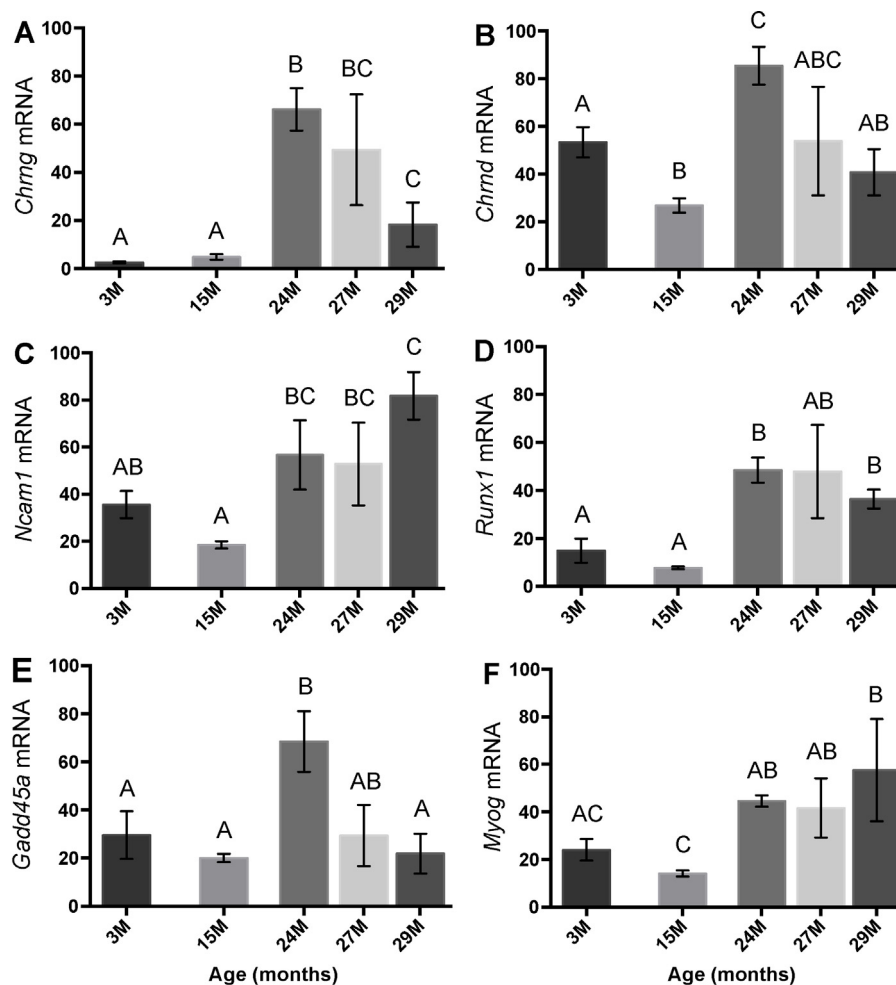 A
Chrng mRNA
100
80
60
40
20
0
A
A
B
BC
C
3M
15M
24M
27M
29M
B
Chrnd mRNA
100
80
60
40
20
0
A
B
C
ABC
AB
3M
15M
24M
27M
29M
C
Ncam1 mRNA
100
80
60
40
20
0
AB
A
BC
BC
C
3M
15M
24M
27M
29M
D
Runx1 mRNA
100
80
60
40
20
0
A
A
B
AB
B
3M
15M
24M
27M
29M
E
Gadd45a mRNA
100
80
60
40
20
0
A
A
B
AB
A
3M
15M
24M
27M
29M
Age (months)
F
Myog mRNA
100
80
60
40
20
0
AC
C
AB
AB
B
3M
15M
24M
27M
29M
Age (months)